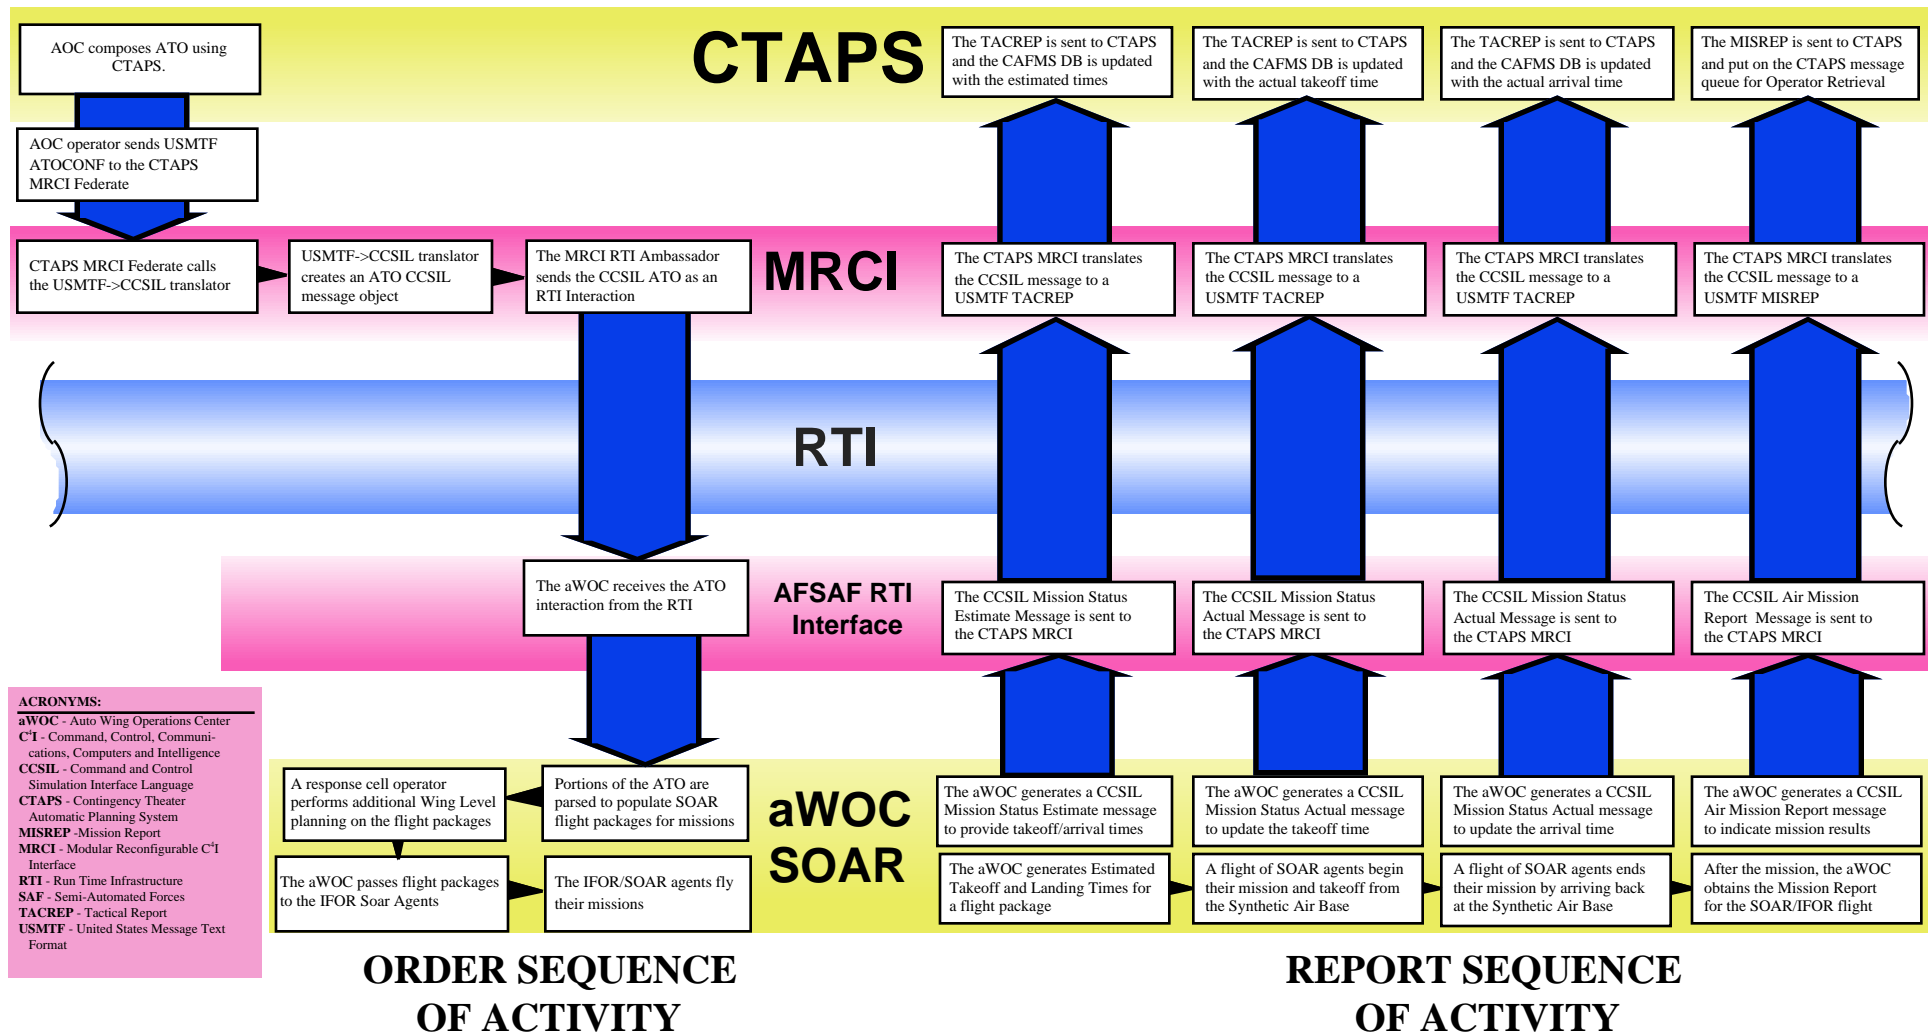 AOC composes ATO using
CTAPS.
AOC operator sends USMTF
ATOCONF to the CTAPS
MRCI Federate
CTAPS
The TACREP is sent to CTAPS
and the CAFMS DB is updated
with the estimated times
The TACREP is sent to CTAPS
and the CAFMS DB is updated
with the actual takeoff time
The TACREP is sent to CTAPS
and the CAFMS DB is updated
with the actual arrival time
The MISREP is sent to CTAPS
and put on the CTAPS message
queue for Operator Retrieval
CTAPS MRCI Federate calls
the USMTF->CCSIL translator
USMTF->CCSIL translator
creates an ATO CCSIL
message object
The MRCI RTI Ambassador
sends the CCSIL ATO as an
RTI Interaction
MRCI
The CTAPS MRCI translates
the CCSIL message to a
USMTF TACREP
The CTAPS MRCI translates
the CCSIL message to a
USMTF TACREP
The CTAPS MRCI translates
the CCSIL message to a
USMTF TACREP
The CTAPS MRCI translates
the CCSIL message to a
USMTF MISREP
RTI
The aWOC receives the ATO
interaction from the RTI
AFSAF RTI
Interface
The CCSIL Mission Status
Estimate Message is sent to
the CTAPS MRCI
The CCSIL Mission Status
Actual Message is sent to
the CTAPS MRCI
The CCSIL Mission Status
Actual Message is sent to
the CTAPS MRCI
The CCSIL Air Mission
Report  Message is sent to
the CTAPS MRCI
ACRONYMS:
aWOC - Auto Wing Operations Center
C4I - Command, Control, Communi-
cations, Computers and Intelligence
CCSIL - Command and Control
Simulation Interface Language
CTAPS - Contingency Theater
Automatic Planning System
MISREP -Mission Report
MRCI - Modular Reconfigurable C4I
Interface
RTI - Run Time Infrastructure
SAF - Semi-Automated Forces
TACREP - Tactical Report
USMTF - United States Message Text
Format
A response cell operator
performs additional Wing Level
planning on the flight packages
Portions of the ATO are
parsed to populate SOAR
flight packages for missions
The aWOC passes flight packages
to the IFOR Soar Agents
The IFOR/SOAR agents fly
their missions
aWOC
SOAR
The aWOC generates a CCSIL
Mission Status Estimate message
to provide takeoff/arrival times
The aWOC generates a CCSIL
Mission Status Actual message
to update the takeoff time
The aWOC generates a CCSIL
Mission Status Actual message
to update the arrival time
The aWOC generates a CCSIL
Air Mission Report message
to indicate mission results
The aWOC generates Estimated
Takeoff and Landing Times for
a flight package
A flight of SOAR agents begin
their mission and takeoff from
the Synthetic Air Base
A flight of SOAR agents ends
their mission by arriving back
at the Synthetic Air Base
After the mission, the aWOC
obtains the Mission Report
for the SOAR/IFOR flight
ORDER SEQUENCE
OF ACTIVITY
REPORT SEQUENCE
OF ACTIVITY